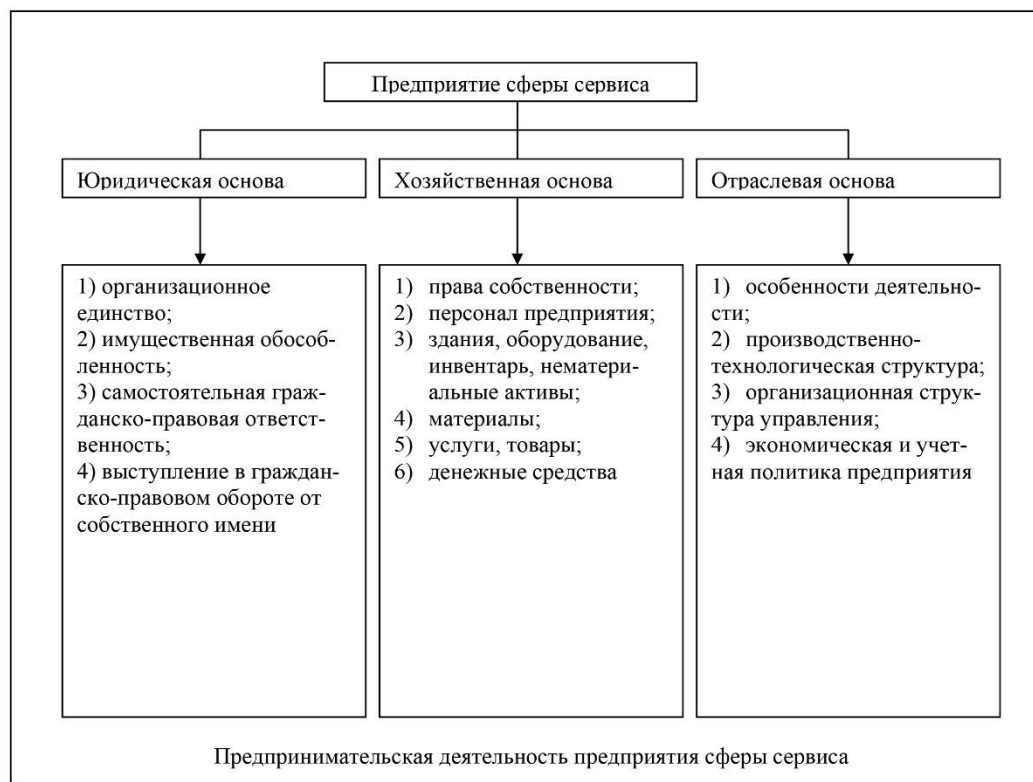 Предприятие сферы сервиса
Юридическая основа
Хозяйственная основа
Отраслевая основа
1) организационное
единство;
2) имущественная обособ-
ленность;
3) самостоятельная граж-
данско-правовая ответст-
венность;
4) выступление в граждан-
ско-правовом обороте от
собственного имени
1) права собственности;
2) персонал предприятия;
3) здания, оборудование,
инвентарь, нематери-
альные активы;
4) материалы;
5) услуги, товары;
6) денежные средства
1) особенности деятельно-
сти;
2) производственно-
технологическая структура;
3) организационная струк-
тура управления;
4) экономическая и учет-
ная политика предприятия
Предпринимательская деятельность предприятия сферы сервиса